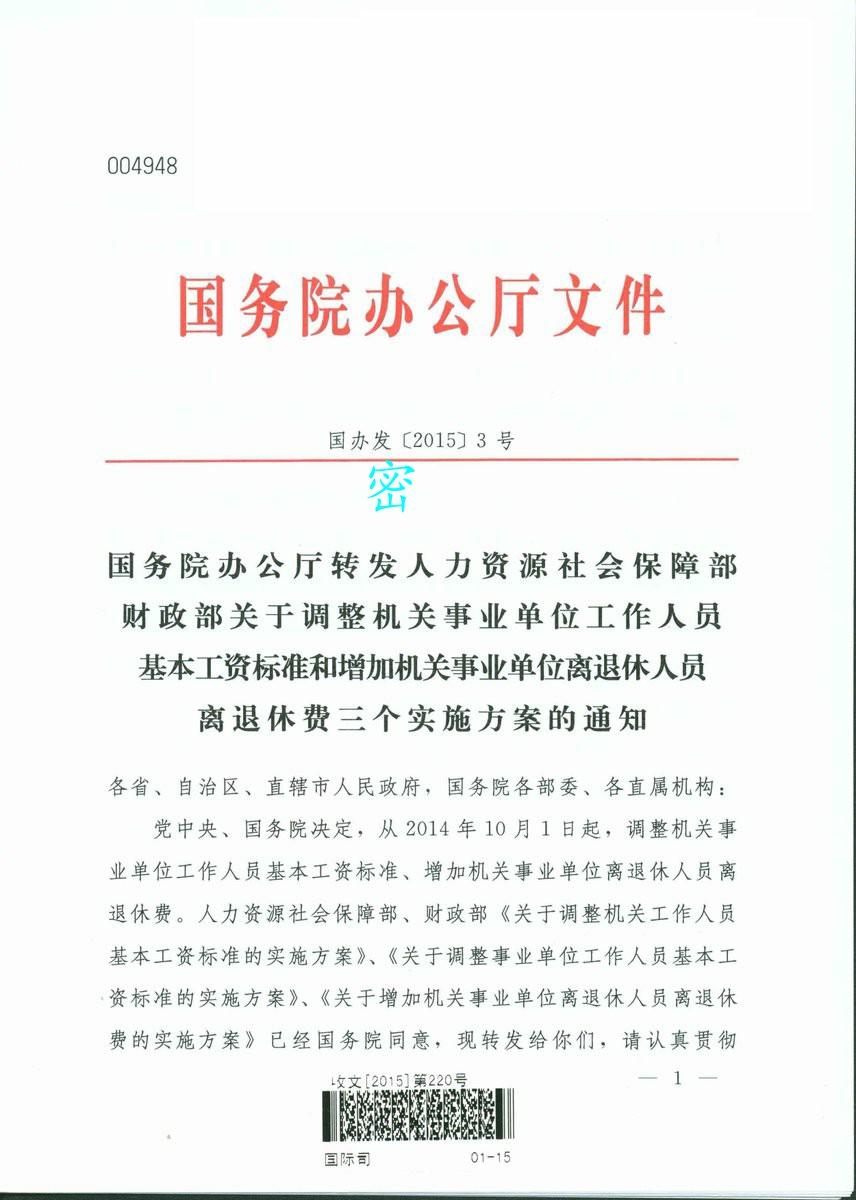 004948
国务院办公厅文件
国办发〔2015〕3 号
密
国务院办公厅转发人力资源社会保障部
财政部关于调整机关事业单位工作人员
基本工资标准和增加机关事业单位离退休人员
离退休费三个实施方案的通知
各省、自治区、直辖市人民政府，国务院各部委、各直属机构：
党中央、国务院决定，从 2014 年 10 月 1 日起，调整机关事
业单位工作人员基本工资标准、增加机关事业单位离退休人员离
退休费。人力资源社会保障部、财政部《关于调整机关工作人员
基本工资标准的实施方案》、《关于调整事业单位工作人员基本工
资标准的实施方案》、《关于增加机关事业单位离退休人员离退休
费的实施方案》已经国务院同意，现转发给你们，请认真贯彻
— 1 —
收文[2015]第220号
国际司 01-15